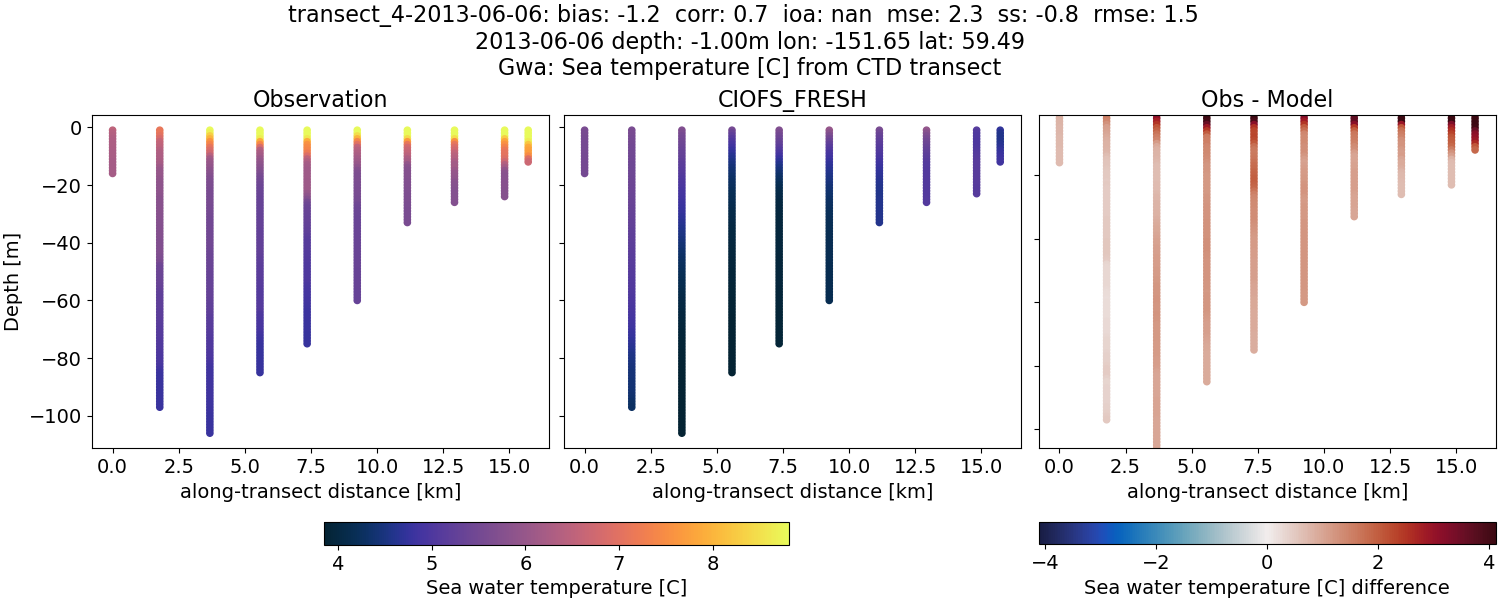 transect_4-2013-06-06: bias: -1.2  corr: 0.7  ioa: nan  mse: 2.3  ss: -0.8  rmse: 1.5
2013-06-06 depth: -1.00m lon: -151.65 lat: 59.49
Gwa: Sea temperature [C] from CTD transect
Observation
CIOFS_FRESH
Obs - Model
Depth [m]
0
−20
−40
−60
−80
−100
0.0 2.5 5.0 7.5 10.0 12.5 15.0
0.0 2.5 5.0 7.5 10.0 12.5 15.0
0.0 2.5 5.0 7.5 10.0 12.5 15.0
along-transect distance [km]
along-transect distance [km]
along-transect distance [km]
4 5 6 7 8
Sea water temperature [C]
−4 −2 0 2 4
Sea water temperature [C] difference